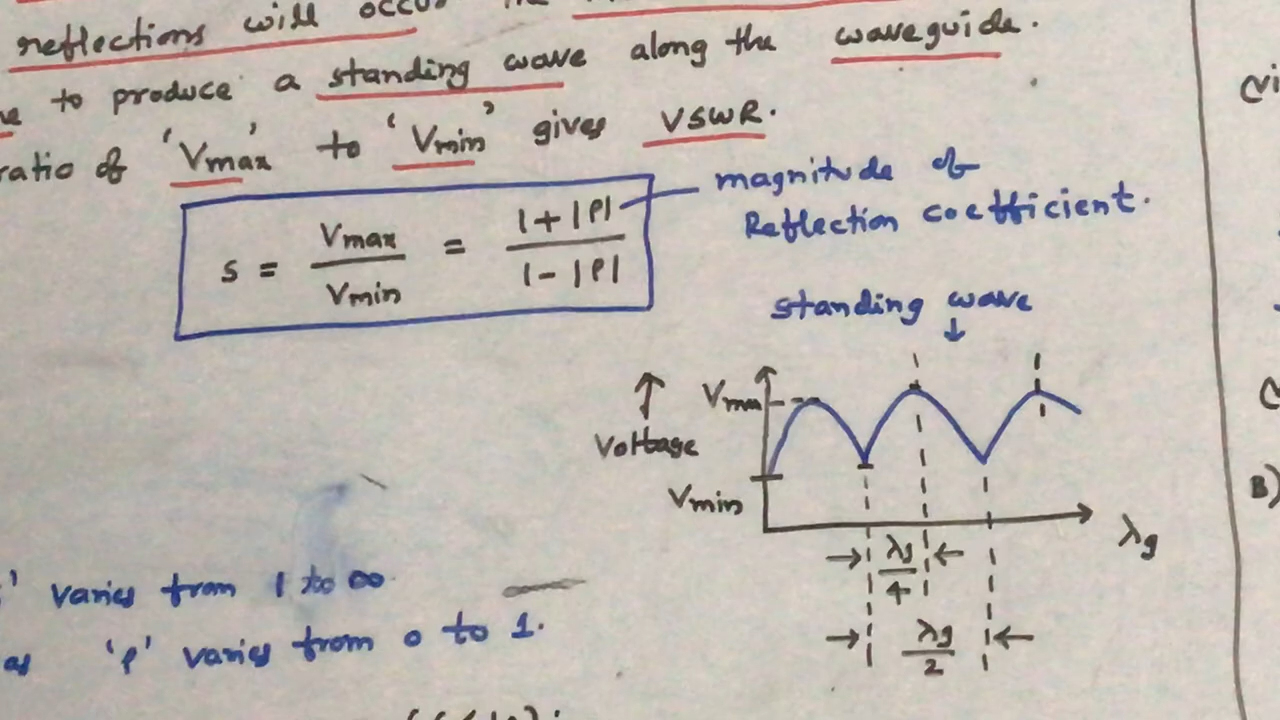 reflections will occur
to produce a standing wave along the waveguide.
ratio of 'Vmax' to 'Vmin' gives VSWR.
S = Vmax / Vmin = 1+|ρ| / 1-|ρ|
magnitude of
Reflection coefficient.
standing wave
↓
↑
Voltage
Vmax
Vmin
λg
λg/4
λg/2
' varies from 1 to ∞
as 'ρ' varies from 0 to 1.
B)